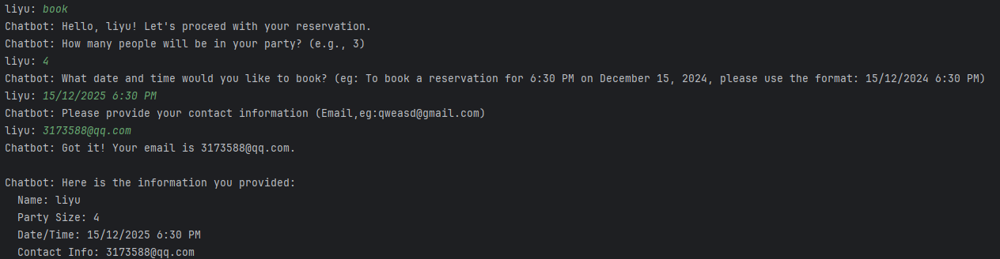 liyu: book
Chatbot: Hello, liyu! Let's proceed with your reservation.
Chatbot: How many people will be in your party? (e.g., 3)
liyu: 4
Chatbot: What date and time would you like to book? (eg: To book a reservation for 6:30 PM on December 15, 2024, please use the format: 15/12/2024 6:30 PM)
liyu: 15/12/2025 6:30 PM
Chatbot: Please provide your contact information (Email,eg:qweasd@gmail.com)
liyu: 3173588@qq.com
Chatbot: Got it! Your email is 3173588@qq.com.
Chatbot: Here is the information you provided:
Name: liyu
Party Size: 4
Date/Time: 15/12/2025 6:30 PM
Contact Info: 3173588@qq.com